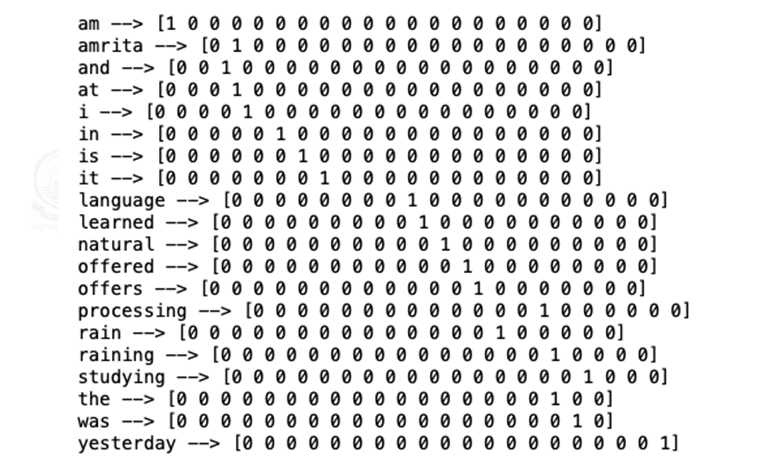 am --> [1 0 0 0 0 0 0 0 0 0 0 0 0 0 0 0 0 0 0 0]
amrita --> [0 1 0 0 0 0 0 0 0 0 0 0 0 0 0 0 0 0 0 0]
and --> [0 0 1 0 0 0 0 0 0 0 0 0 0 0 0 0 0 0 0 0]
at --> [0 0 0 1 0 0 0 0 0 0 0 0 0 0 0 0 0 0 0 0]
i --> [0 0 0 0 1 0 0 0 0 0 0 0 0 0 0 0 0 0 0 0]
in --> [0 0 0 0 0 1 0 0 0 0 0 0 0 0 0 0 0 0 0 0]
is --> [0 0 0 0 0 0 1 0 0 0 0 0 0 0 0 0 0 0 0 0]
it --> [0 0 0 0 0 0 0 1 0 0 0 0 0 0 0 0 0 0 0 0]
language --> [0 0 0 0 0 0 0 0 1 0 0 0 0 0 0 0 0 0 0 0]
learned --> [0 0 0 0 0 0 0 0 0 1 0 0 0 0 0 0 0 0 0 0]
natural --> [0 0 0 0 0 0 0 0 0 0 1 0 0 0 0 0 0 0 0 0]
offered --> [0 0 0 0 0 0 0 0 0 0 0 1 0 0 0 0 0 0 0 0]
offers --> [0 0 0 0 0 0 0 0 0 0 0 0 1 0 0 0 0 0 0 0]
processing --> [0 0 0 0 0 0 0 0 0 0 0 0 0 1 0 0 0 0 0 0]
rain --> [0 0 0 0 0 0 0 0 0 0 0 0 0 0 1 0 0 0 0 0]
raining --> [0 0 0 0 0 0 0 0 0 0 0 0 0 0 0 1 0 0 0 0]
studying --> [0 0 0 0 0 0 0 0 0 0 0 0 0 0 0 0 1 0 0 0]
the --> [0 0 0 0 0 0 0 0 0 0 0 0 0 0 0 0 0 1 0 0]
was --> [0 0 0 0 0 0 0 0 0 0 0 0 0 0 0 0 0 0 1 0]
yesterday --> [0 0 0 0 0 0 0 0 0 0 0 0 0 0 0 0 0 0 0 1]